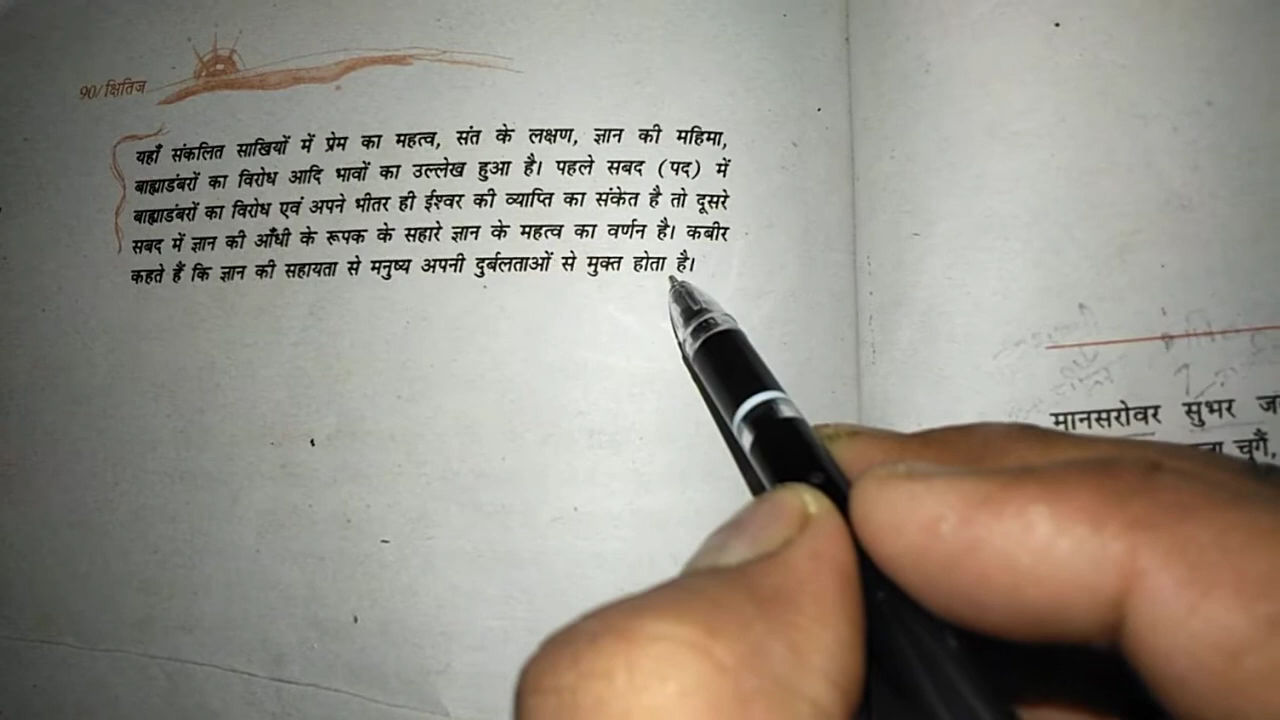 90/क्षितिज
यहाँ संकलित साखियों में प्रेम का महत्व, संत के लक्षण, ज्ञान की महिमा,
बाह्याडंबरों का विरोध आदि भावों का उल्लेख हुआ है। पहले सबद (पद) में
बाह्याडंबरों का विरोध एवं अपने भीतर ही ईश्वर की व्याप्ति का संकेत है तो दूसरे
सबद में ज्ञान की आँधी के रूपक के सहारे ज्ञान के महत्व का वर्णन है। कबीर
कहते हैं कि ज्ञान की सहायता से मनुष्य अपनी दुर्बलताओं से मुक्त होता है।
मानसरोवर सुभर
चुगैं,